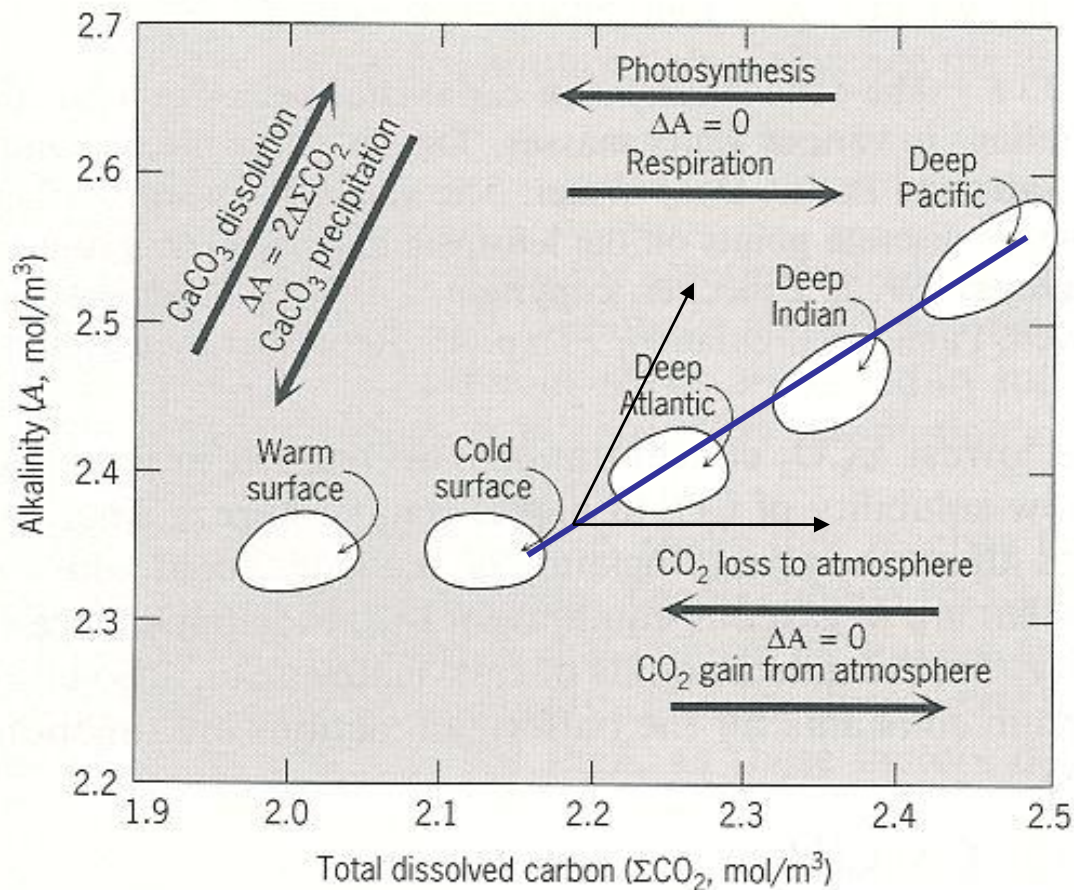 2.7
2.6
2.5
2.4
2.3
2.2
Alkalinity (A, mol/m³)
CaCO₃ dissolution
ΔA = 2ΔΣCO₂
CaCO₃ precipitation
Photosynthesis
ΔA = 0
Respiration
Deep
Pacific
Deep
Indian
Deep
Atlantic
Warm
surface
Cold
surface
CO₂ loss to atmosphere
ΔA = 0
CO₂ gain from atmosphere
1.9 2.0 2.1 2.2 2.3 2.4 2.5
Total dissolved carbon (ΣCO₂, mol/m³)